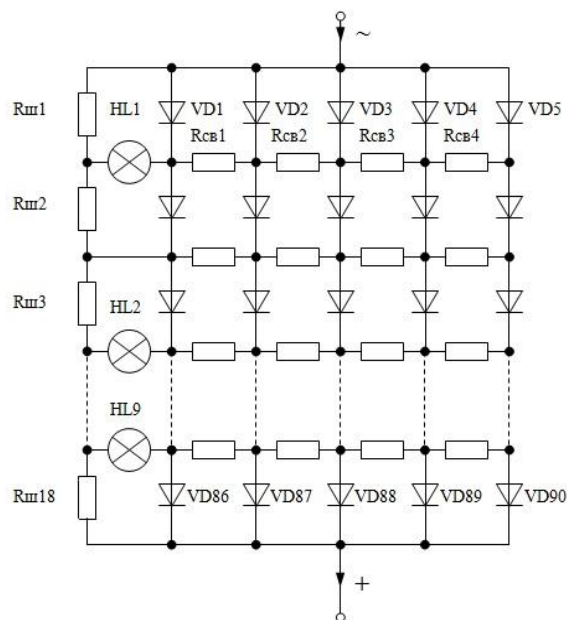 ~
Rш1
HL1
VD1
VD2
VD3
VD4
VD5
Rсв1
Rсв2
Rсв3
Rсв4
Rш2
Rш3
HL2
HL9
Rш18
VD86
VD87
VD88
VD89
VD90
+